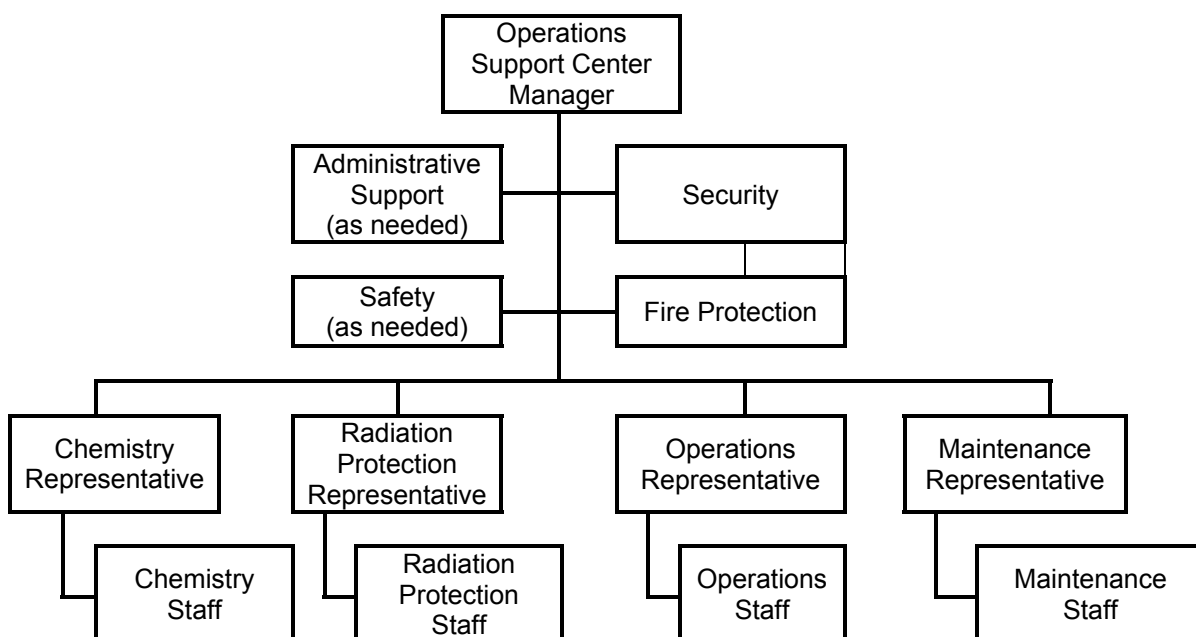 Operations
Support Center
Manager
Administrative
Support
(as needed)
Security
Safety
(as needed)
Fire Protection
Chemistry
Representative
Radiation
Protection
Representative
Operations
Representative
Maintenance
Representative
Chemistry
Staff
Radiation
Protection
Staff
Operations
Staff
Maintenance
Staff